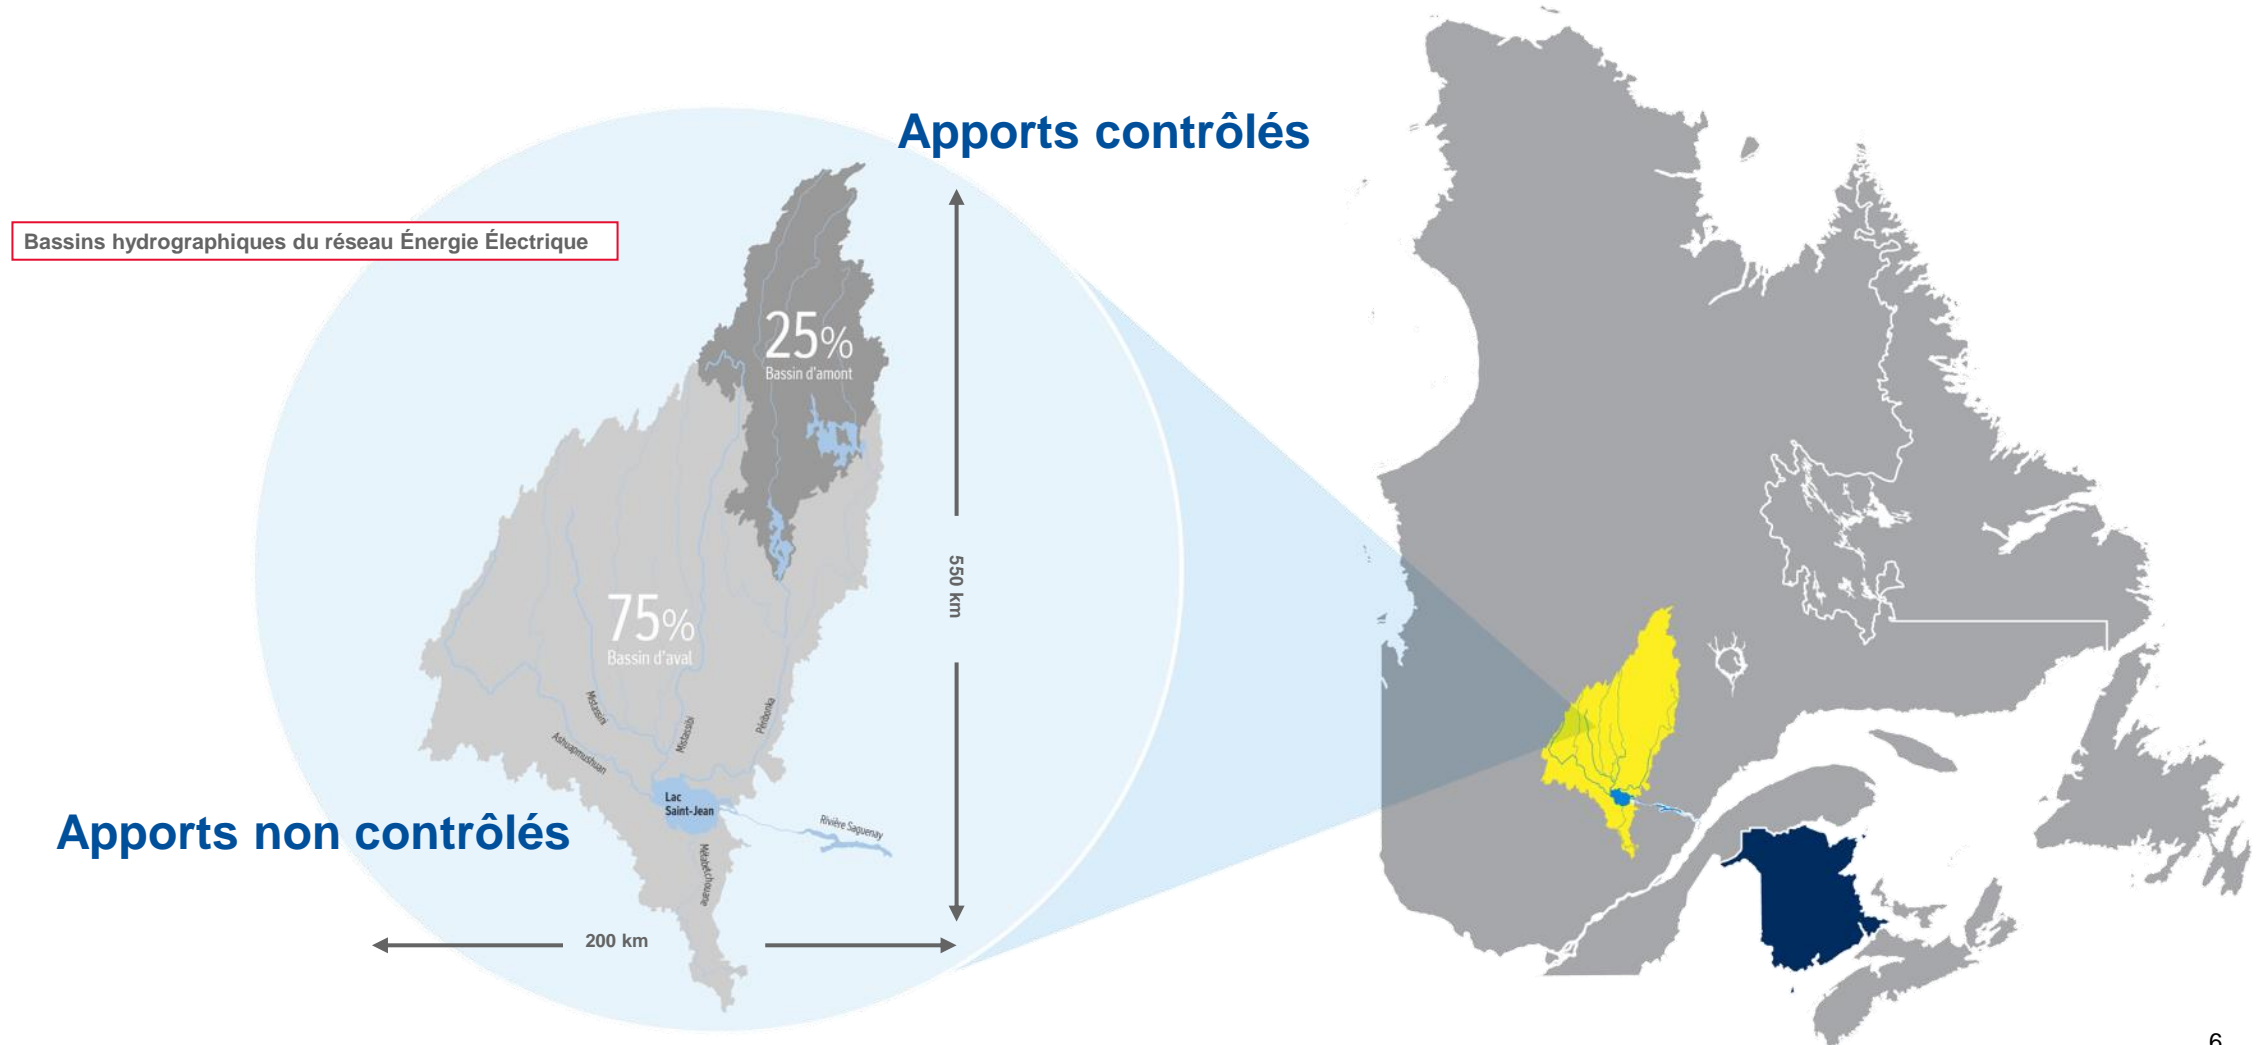 Apports contrôlés
Bassins hydrographiques du réseau Énergie Électrique
25%
Bassin d'amont
550 km
75%
Bassin d'aval
Mistassini
Mistassibi
Péribonka
Ashuapmushuan
Lac
Saint-Jean
Apports non contrôlés
Rivière Saguenay
Métabetchouane
200 km
6